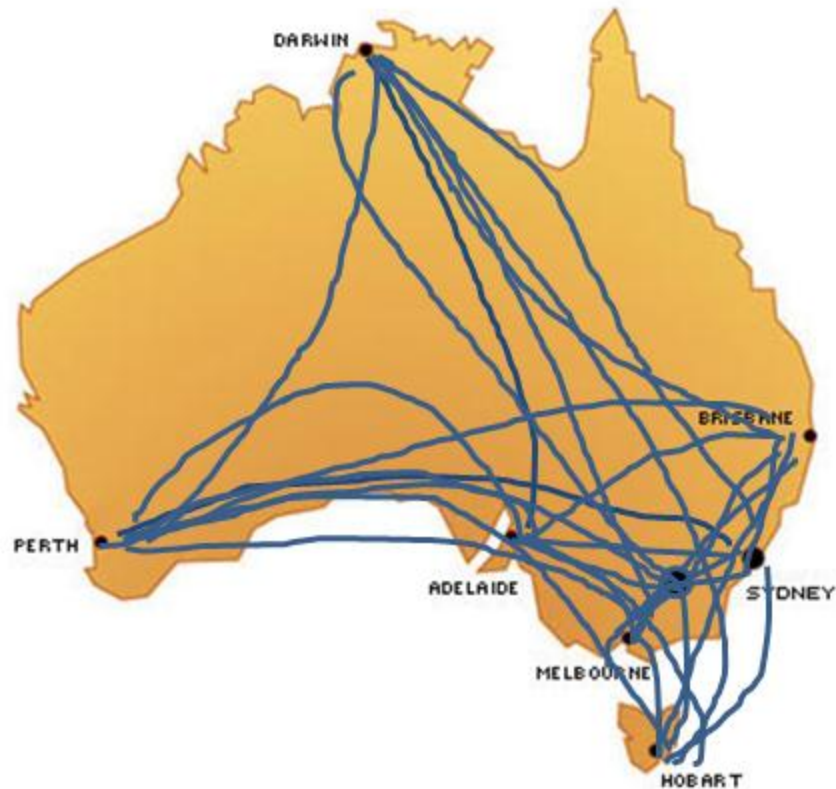 DARWIN
BRISBANE
PERTH
ADELAIDE
SYDNEY
MELBOURNE
HOBART